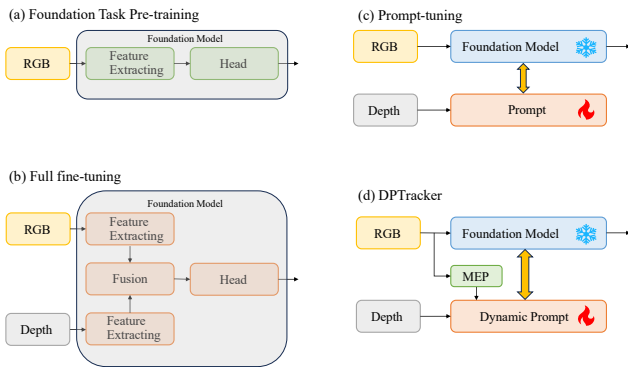 (a) Foundation Task Pre-training
Foundation Model
RGB
Feature
Extracting
Head
(b) Full fine-tuning
Foundation Model
RGB
Feature
Extracting
Fusion
Head
Depth
Feature
Extracting
(c) Prompt-tuning
RGB
Foundation Model
Depth
Prompt
(d) DPTracker
RGB
Foundation Model
MEP
Depth
Dynamic Prompt